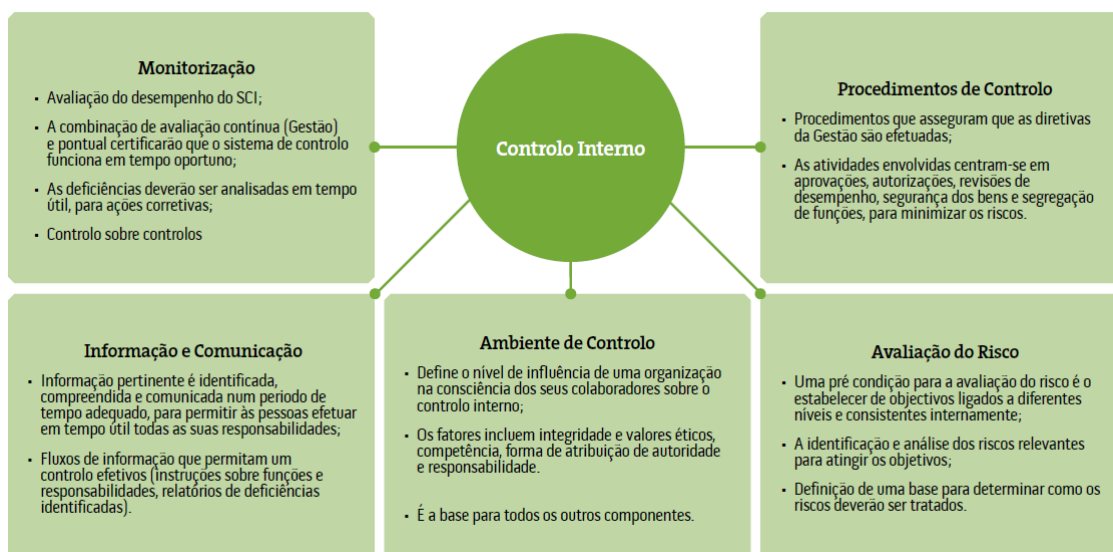 Monitorização
▪ Avaliação do desempenho do SCI;
▪ A combinação de avaliação contínua (Gestão)
e pontual certificarão que o sistema de controlo
funciona em tempo oportuno;
▪ As deficiências deverão ser analisadas em tempo
útil, para ações corretivas;
▪ Controlo sobre controlos
Controlo Interno
Procedimentos de Controlo
▪ Procedimentos que asseguram que as diretivas
da Gestão são efetuadas;
▪ As atividades envolvidas centram-se em
aprovações, autorizações, revisões de
desempenho, segurança dos bens e segregação
de funções, para minimizar os riscos.
Informação e Comunicação
▪ Informação pertinente é identificada,
compreendida e comunicada num periodo de
tempo adequado, para permitir às pessoas efetuar
em tempo útil todas as suas responsabilidades;
▪ Fluxos de informação que permitam um
controlo efetivos (instruções sobre funções e
responsabilidades, relatórios de deficiências
identificadas).
Ambiente de Controlo
▪ Define o nível de influência de uma organização
na consciência dos seus colaboradores sobre o
controlo interno;
▪ Os fatores incluem integridade e valores éticos,
competência, forma de atribuição de autoridade
e responsabilidade.
▪ É a base para todos os outros componentes.
Avaliação do Risco
▪ Uma pré condição para a avaliação do risco é o
estabelecer de objectivos ligados a diferentes
níveis e consistentes internamente;
▪ A identificação e análise dos riscos relevantes
para atingir os objetivos;
▪ Definição de uma base para determinar como os
riscos deverão ser tratados.